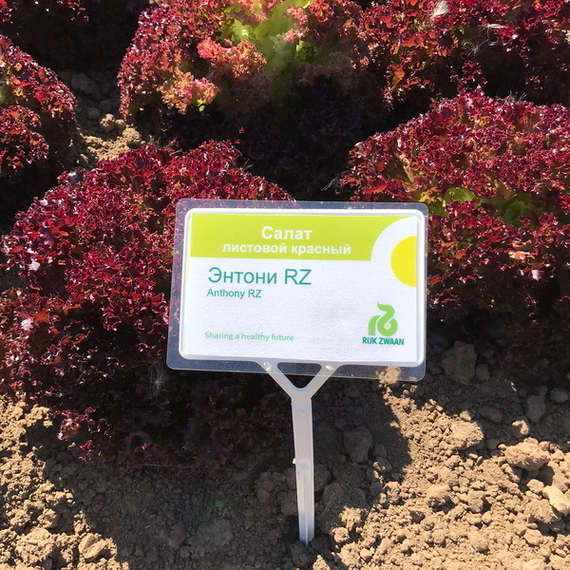 Салат
листовой красный
Энтони RZ
Anthony RZ
Sharing a healthy future
RIJK ZWAAN